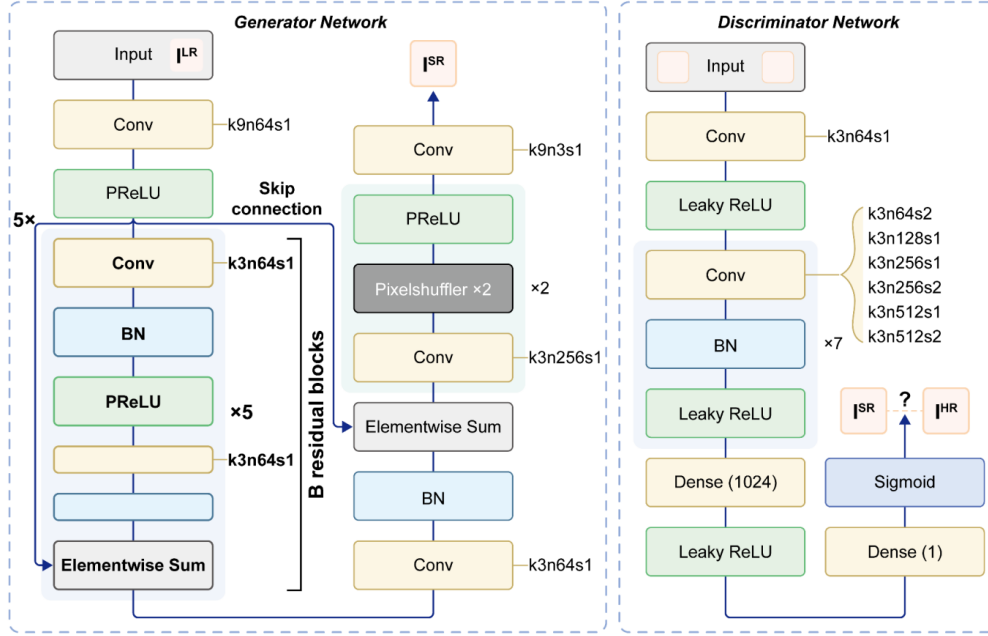 Generator Network
Input I^LR
Conv
k9n64s1
PReLU
5×
Skip
connection
Conv
k3n64s1
BN
PReLU
×5
k3n64s1
Elementwise Sum
B residual blocks
I^SR
Conv
k9n3s1
PReLU
Pixelshuffler ×2
×2
Conv
k3n256s1
Elementwise Sum
BN
Conv
k3n64s1
Discriminator Network
Input
Conv
k3n64s1
Leaky ReLU
Conv
k3n64s2
k3n128s1
k3n256s1
k3n256s2
k3n512s1
k3n512s2
BN
×7
Leaky ReLU
Dense (1024)
Leaky ReLU
I^SR ? I^HR
Sigmoid
Dense (1)